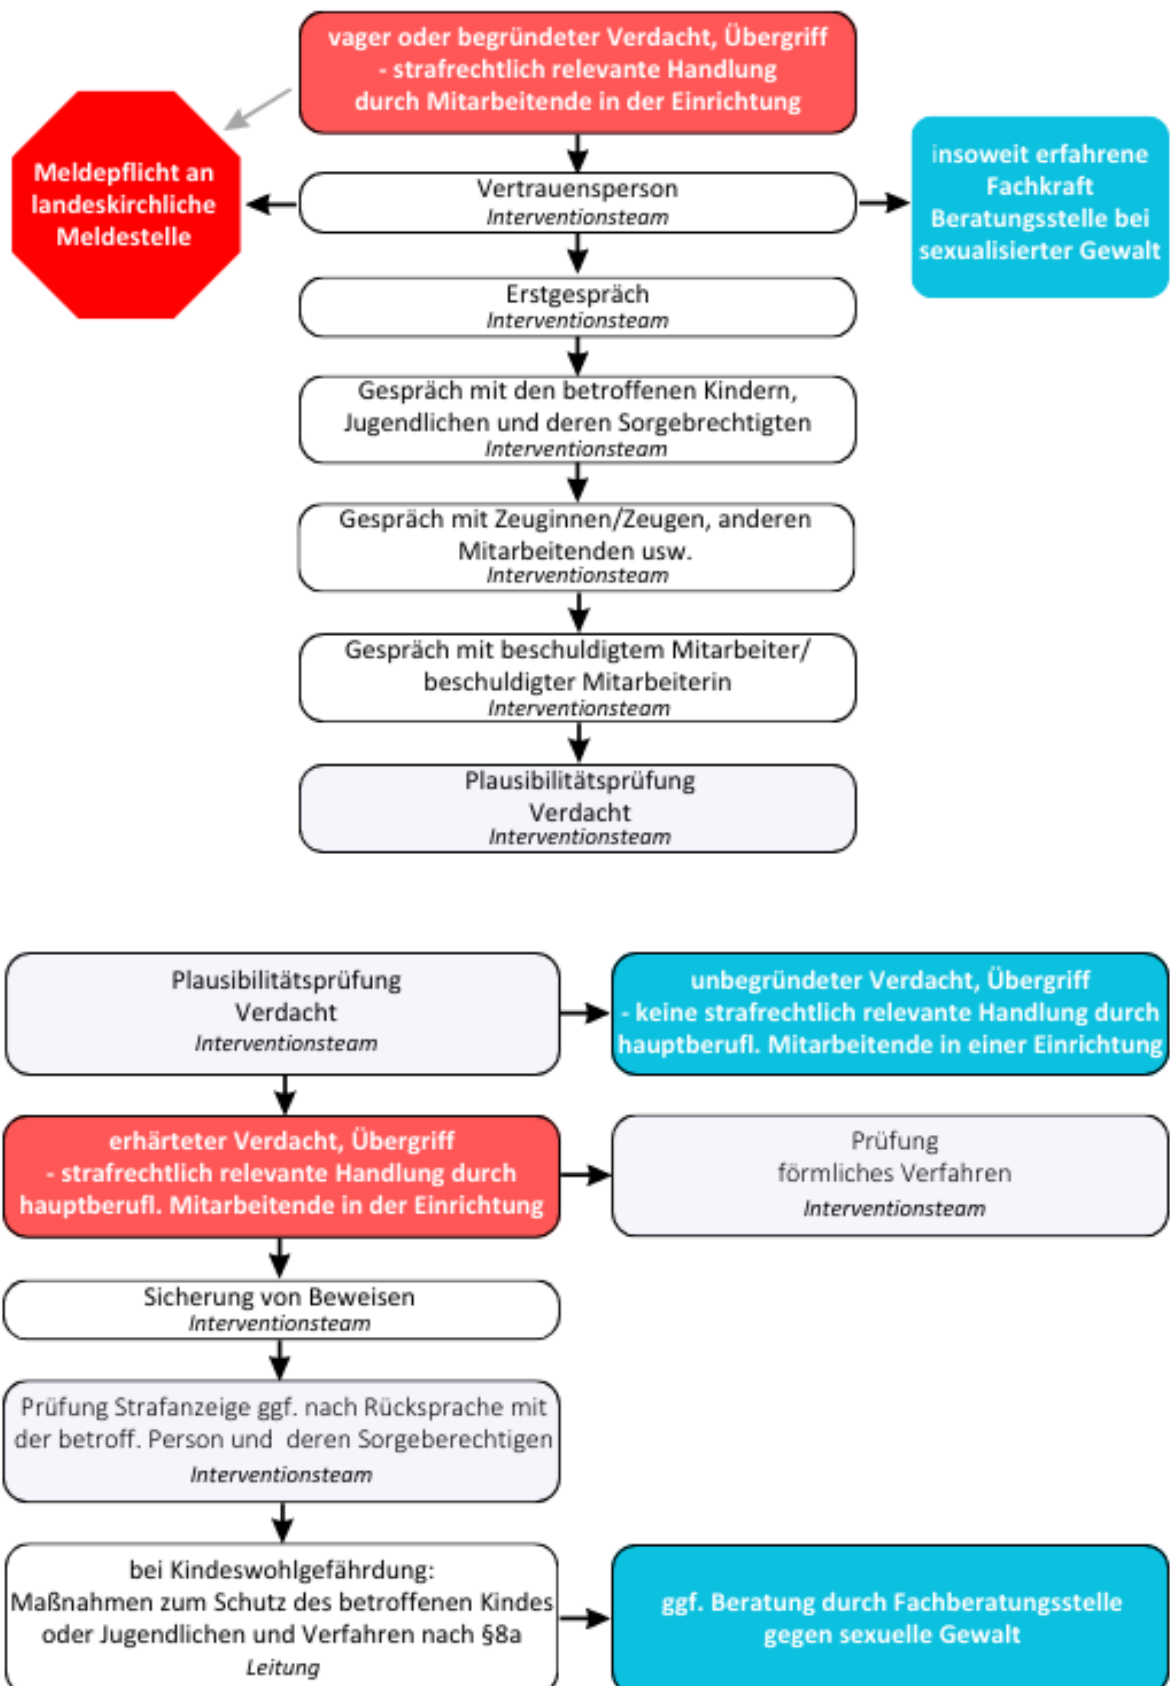 vager oder begründeter Verdacht, Übergriff
- strafrechtlich relevante Handlung
durch Mitarbeitende in der Einrichtung
Meldepflicht an
landeskirchliche
Meldestelle
Vertrauensperson
Interventionsteam
insoweit erfahrene
Fachkraft
Beratungsstelle bei
sexualisierter Gewalt
Erstgespräch
Interventionsteam
Gespräch mit den betroffenen Kindern,
Jugendlichen und deren Sorgebrechtigten
Interventionsteam
Gespräch mit Zeuginnen/Zeugen, anderen
Mitarbeitenden usw.
Interventionsteam
Gespräch mit beschuldigtem Mitarbeiter/
beschuldigter Mitarbeiterin
Interventionsteam
Plausibilitätsprüfung
Verdacht
Interventionsteam
Plausibilitätsprüfung
Verdacht
Interventionsteam
unbegründeter Verdacht, Übergriff
- keine strafrechtlich relevante Handlung durch
hauptberufl. Mitarbeitende in einer Einrichtung
erhärteter Verdacht, Übergriff
- strafrechtlich relevante Handlung durch
hauptberufl. Mitarbeitende in der Einrichtung
Prüfung
förmliches Verfahren
Interventionsteam
Sicherung von Beweisen
Interventionsteam
Prüfung Strafanzeige ggf. nach Rücksprache mit
der betroff. Person und deren Sorgeberechtigen
Interventionsteam
bei Kindeswohlgefährdung:
Maßnahmen zum Schutz des betroffenen Kindes
oder Jugendlichen und Verfahren nach §8a
Leitung
ggf. Beratung durch Fachberatungsstelle
gegen sexuelle Gewalt